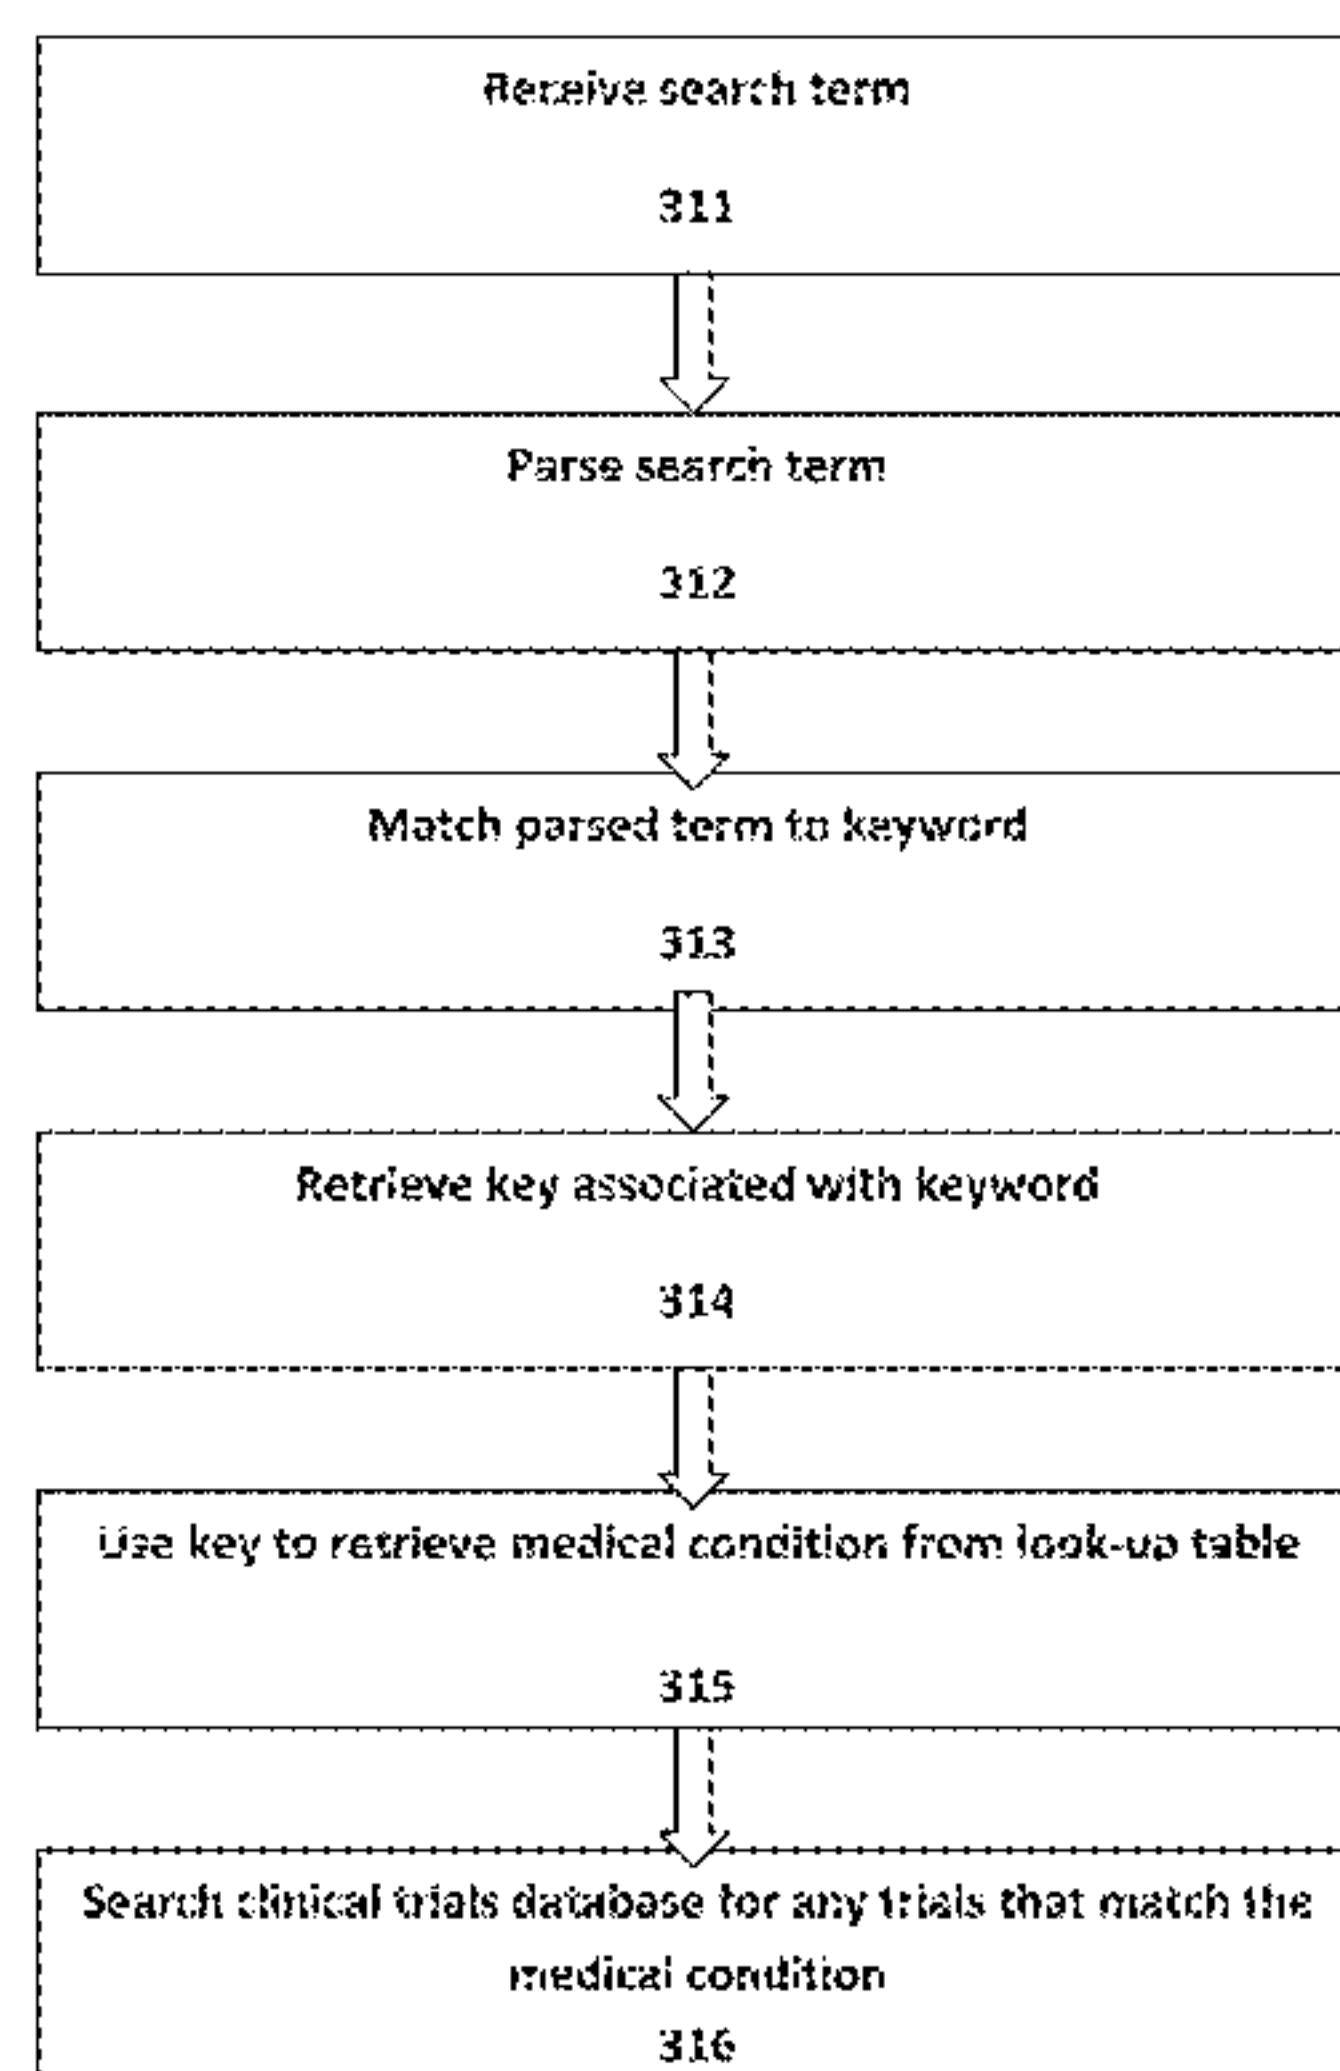 Receive search term
311
Parse search term
312
Match parsed term to keyword
313
Retrieve key associated with keyword
314
Use key to retrieve medical condition from look-up table
315
Search clinical trials database for any trials that match the
medical condition
316